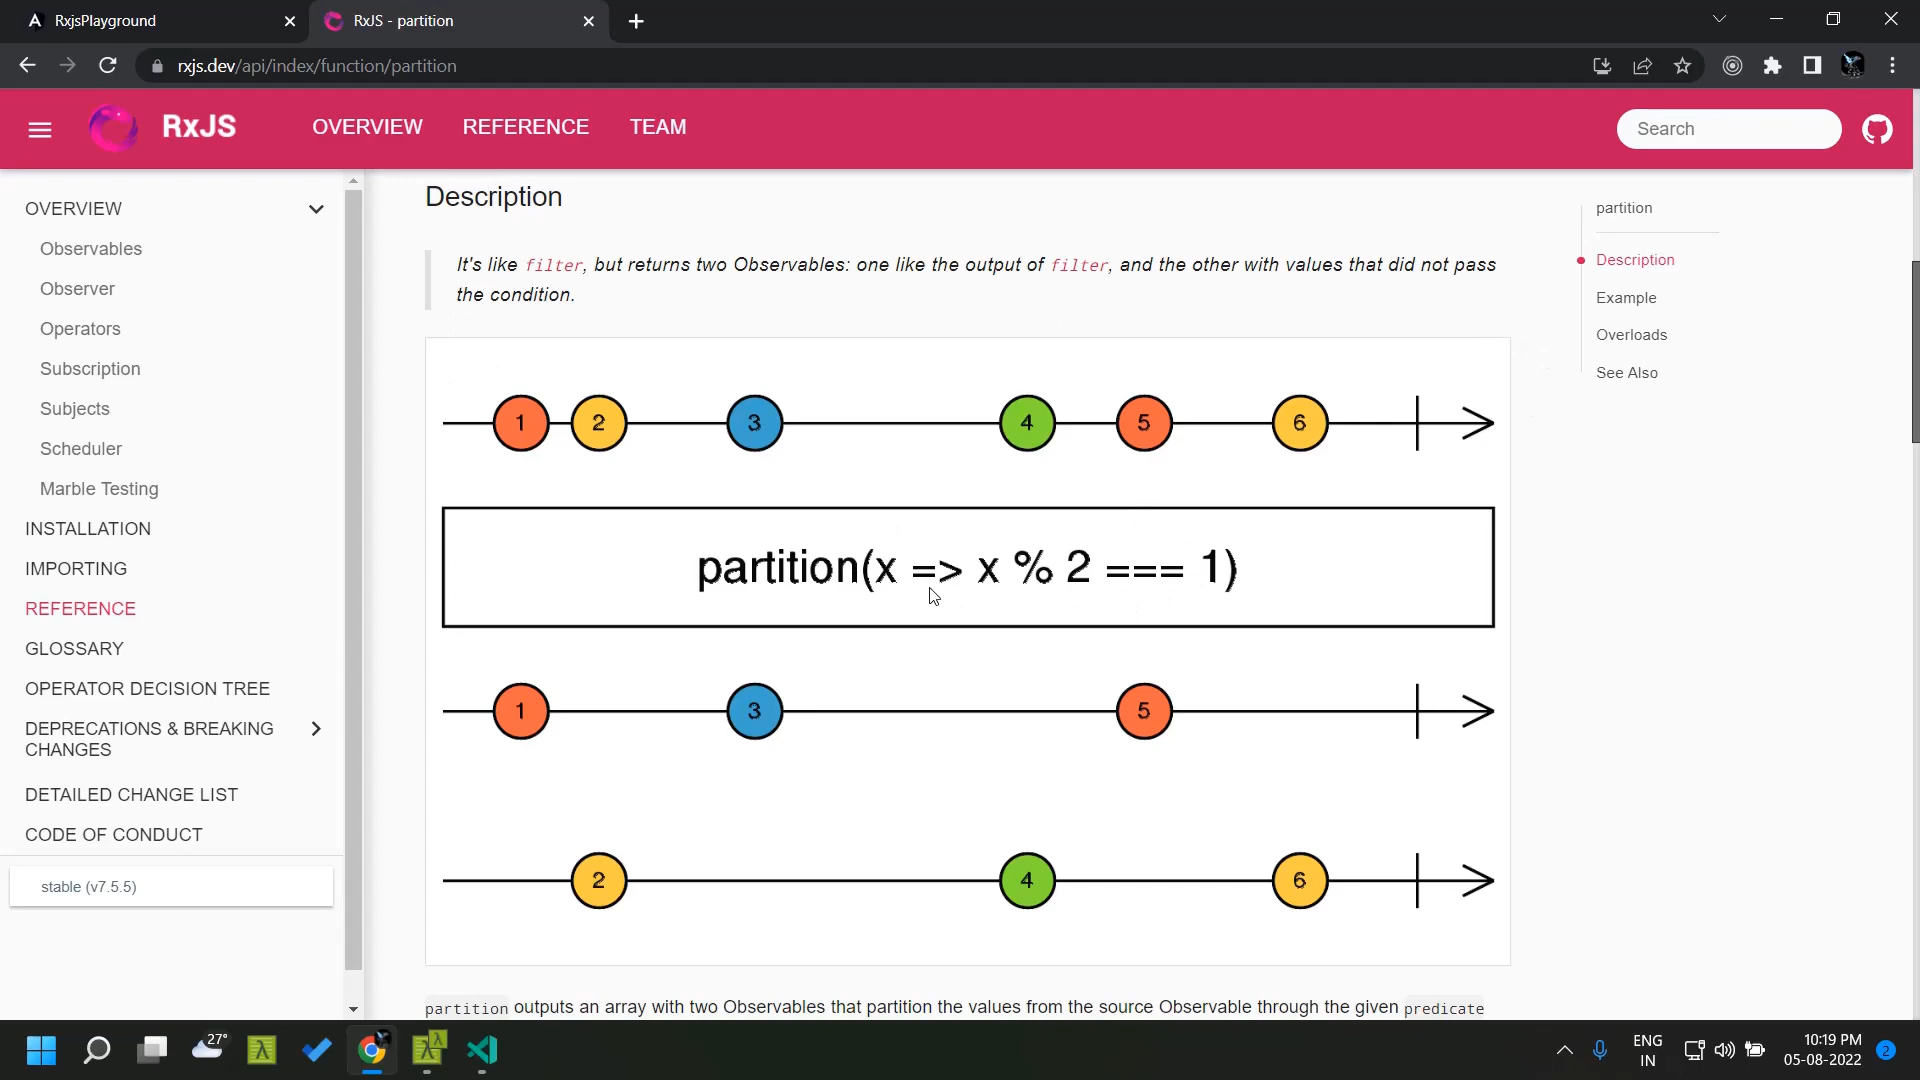 RxjsPlayground
RxJS - partition
rxjs.dev/api/index/function/partition
RxJS
OVERVIEW
REFERENCE
TEAM
Search
OVERVIEW
Observables
Observer
Operators
Subscription
Subjects
Scheduler
Marble Testing
INSTALLATION
IMPORTING
REFERENCE
GLOSSARY
OPERATOR DECISION TREE
DEPRECATIONS & BREAKING
CHANGES
DETAILED CHANGE LIST
CODE OF CONDUCT
stable (v7.5.5)
Description
It's like filter, but returns two Observables: one like the output of filter, and the other with values that did not pass
the condition.
1 2 3 4 5 6
partition(x => x % 2 === 1)
1 3 5
2 4 6
partition outputs an array with two Observables that partition the values from the source Observable through the given predicate
partition
Description
Example
Overloads
See Also
27°
ENG
IN
10:19 PM
05-08-2022
2